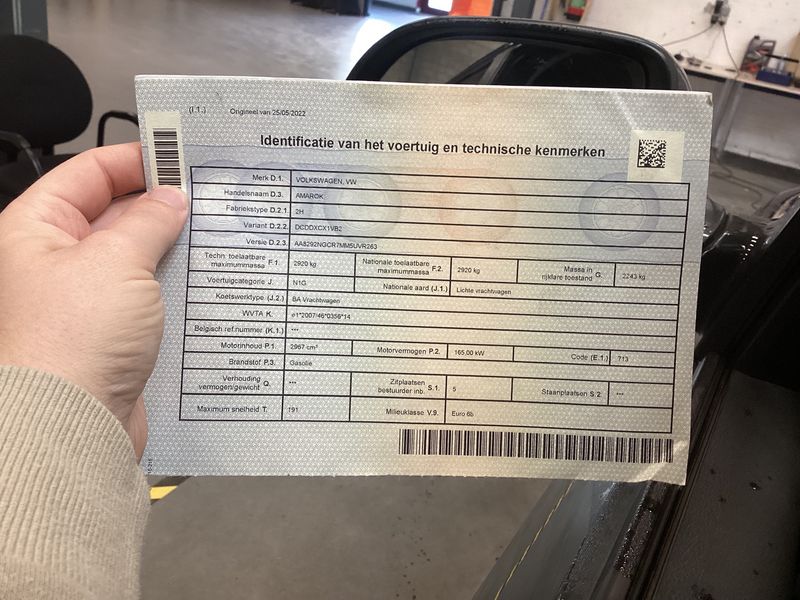 (I.1.) Origineel van 25/05/2022
Identificatie van het voertuig en technische kenmerken
Merk D.1. VOLKSWAGEN, VW
Handelsnaam D.3. AMAROK
Fabriekstype D.2.1 2H
Variant D.2.2. DCDDXCX1VB2
Versie D.2.3. AA8292NGCR7MM5UVR263
Techn. toelaatbare maximummassa F.1. 2920 kg Nationale toelaatbare maximummassa F.2. 2920 kg Massa in rijklare toestand G. 2243 kg
Voertuigcategorie J. N1G Nationale aard (J.1.) Lichte vrachtwagen
Koetswerktype (J.2.) BA Vrachtwagen
WVTA K. e1*2007/46*0356*14
Belgisch ref.nummer (K.1.) ***
Motorinhoud P.1. 2967 cm³ Motorvermogen P.2. 165.00 kW Code (E.1.) 713
Brandstof P.3. Gasolie
Verhouding vermogen/gewicht Q. *** Zitplaatsen bestuurder inb. S.1. 5 Staanplaatsen S.2. ***
Maximum snelheid T. 191 Milieuklasse V.9. Euro 6b